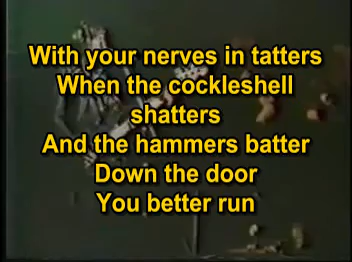 With your nerves in tatters
When the cockleshell
shatters
And the hammers batter
Down the door
You better run